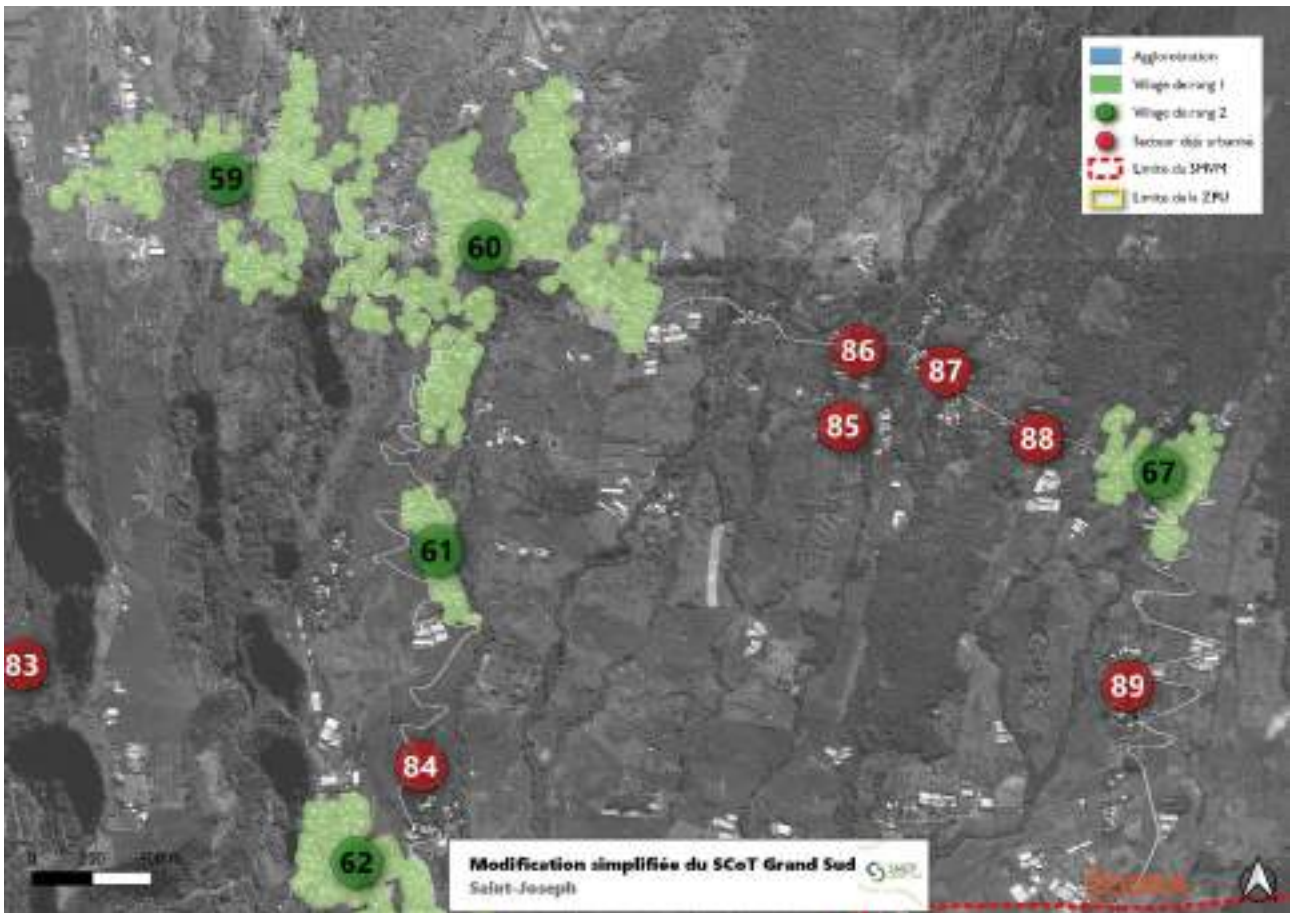 Agglomération
Village de rang 1
Village de rang 2
Secteur déjà urbanisé
Limite du SMVM
Limite de la ZPU
59
60
86
87
85
88
67
61
83
89
84
62
0
Modification simplifiée du SCoT Grand Sud
Saint-Joseph